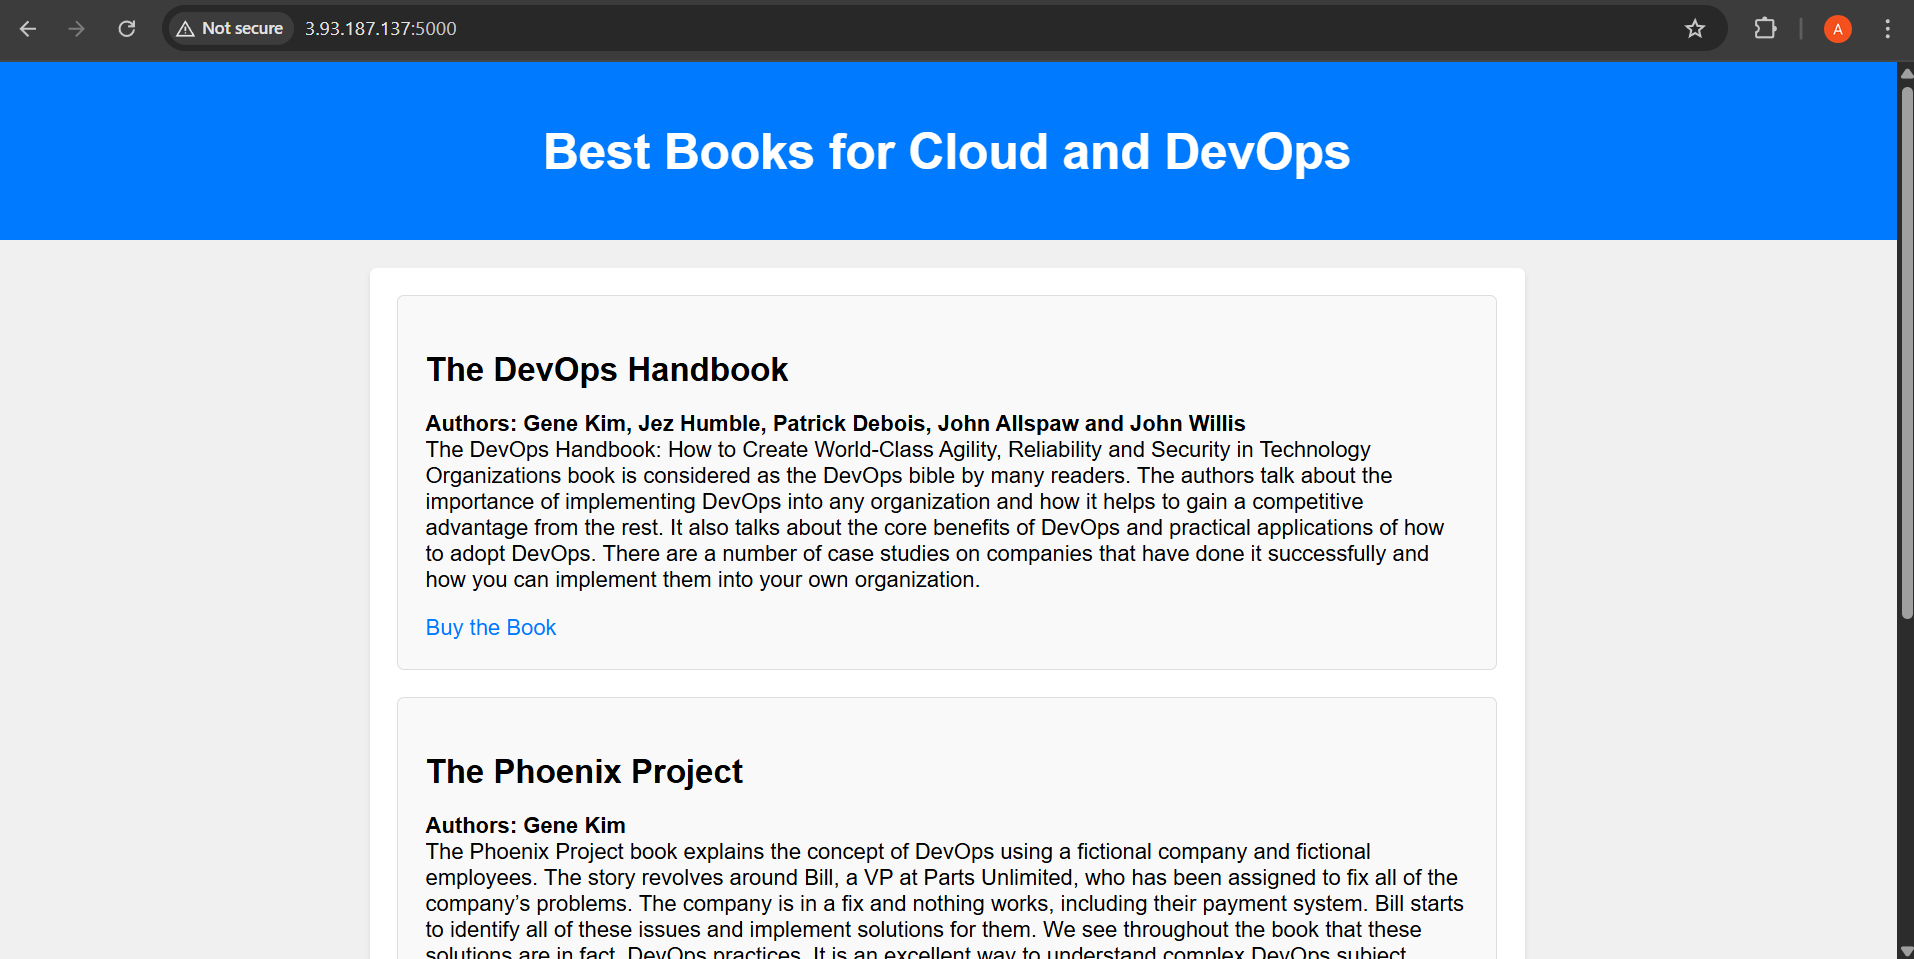 Not secure 3.93.187.137:5000
A
Best Books for Cloud and DevOps
The DevOps Handbook
Authors: Gene Kim, Jez Humble, Patrick Debois, John Allspaw and John Willis
The DevOps Handbook: How to Create World-Class Agility, Reliability and Security in Technology
Organizations book is considered as the DevOps bible by many readers. The authors talk about the
importance of implementing DevOps into any organization and how it helps to gain a competitive
advantage from the rest. It also talks about the core benefits of DevOps and practical applications of how
to adopt DevOps. There are a number of case studies on companies that have done it successfully and
how you can implement them into your own organization.
Buy the Book
The Phoenix Project
Authors: Gene Kim
The Phoenix Project book explains the concept of DevOps using a fictional company and fictional
employees. The story revolves around Bill, a VP at Parts Unlimited, who has been assigned to fix all of the
company’s problems. The company is in a fix and nothing works, including their payment system. Bill starts
to identify all of these issues and implement solutions for them. We see throughout the book that these
solutions are in fact, DevOps practices. It is an excellent way to understand complex DevOps subject